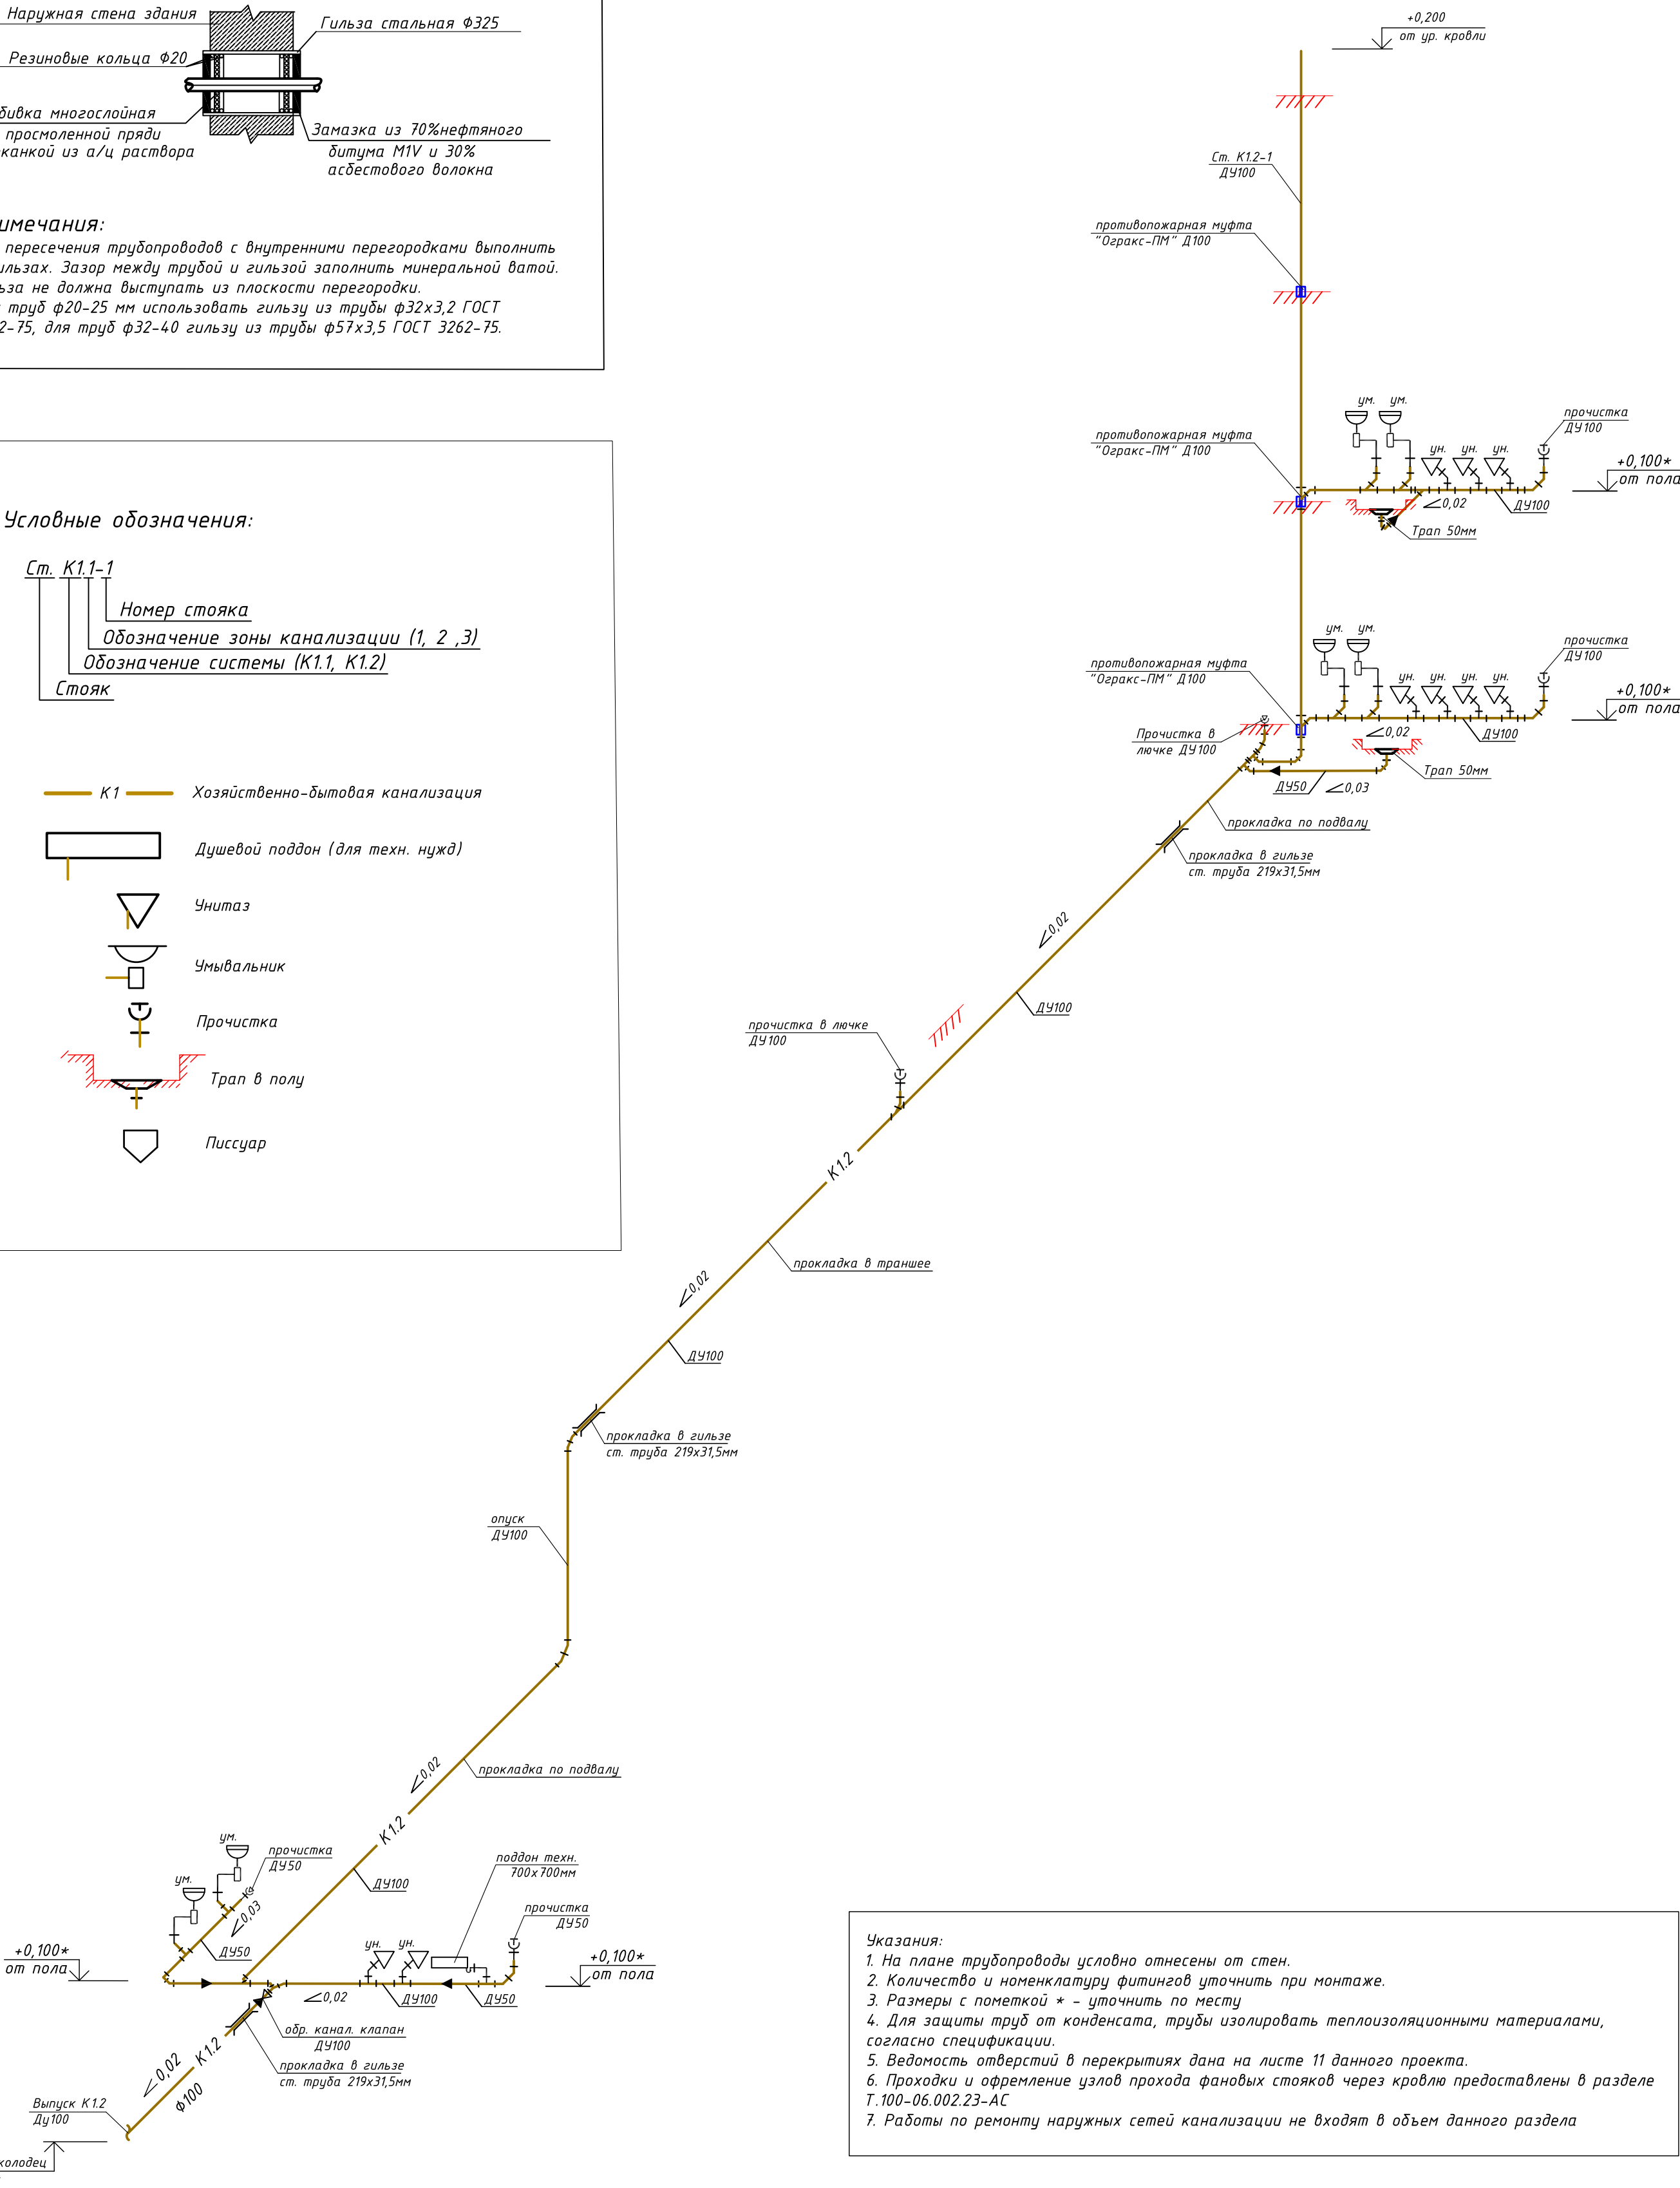 Наружная стена здания
Гильза стальная Ф325
Резиновые кольца Ф20
бивка многослойная
просмоленной пряди
канкой из а/ц раствора
Замазка из 70%нефтяного
битума М1V и 30%
асбестового волокна
имечания:
пересечения трубопроводов с внутренними перегородками выполнить
ильзах. Зазор между трубой и гильзой заполнить минеральной ватой.
ьза не должна выступать из плоскости перегородки.
труб ф20-25 мм использовать гильзу из трубы ф32х3,2 ГОСТ
2-75, для труб ф32-40 гильзу из трубы ф57х3,5 ГОСТ 3262-75.
Условные обозначения:
Ст. К1.1-1
Номер стояка
Обозначение зоны канализации (1, 2 ,3)
Обозначение системы (К1.1, К1.2)
Стояк
К1
Хозяйственно-бытовая канализация
Душевой поддон (для техн. нужд)
Унитаз
Умывальник
Прочистка
Трап в полу
Писсуар
+0,200
от ур. кровли
Ст. К1.2-1
ДУ100
противопожарная муфта
"Огракс-ПМ" Д100
противопожарная муфта
"Огракс-ПМ" Д100
ум.
ум.
ун.
ун.
ун.
прочистка
ДУ100
+0,100*
от пола
0,02
ДУ100
Трап 50мм
противопожарная муфта
"Огракс-ПМ" Д100
ум.
ум.
ун.
ун.
ун.
ун.
прочистка
ДУ100
+0,100*
от пола
Прочистка в
лючке ДУ100
0,02
ДУ100
Трап 50мм
ДУ50
0,03
прокладка по подвалу
прокладка в гильзе
ст. труба 219х31,5мм
0,02
ДУ100
прочистка в лючке
ДУ100
К1.2
прокладка в траншее
0,02
ДУ100
прокладка в гильзе
ст. труба 219х31,5мм
опуск
ДУ100
0,02
прокладка по подвалу
К1.2
ДУ100
ум.
прочистка
ДУ50
ум.
0,03
ДУ50
поддон техн.
700х700мм
прочистка
ДУ50
ун.
ун.
+0,100*
от пола
+0,100*
от пола
0,02
ДУ100
ДУ50
обр. канал. клапан
ДУ100
прокладка в гильзе
ст. труба 219х31,5мм
К1.2
0,02
ф100
Выпуск К1.2
Ду100
колодец
Указания:
1. На плане трубопроводы условно отнесены от стен.
2. Количество и номенклатуру фитингов уточнить при монтаже.
3. Размеры с пометкой * - уточнить по месту
4. Для защиты труб от конденсата, трубы изолировать теплоизоляционными материалами,
согласно спецификации.
5. Ведомость отверстий в перекрытиях дана на листе 11 данного проекта.
6. Проходки и офремление узлов прохода фановых стояков через кровлю предоставлены в разделе
Т.100-06.002.23-АС
7. Работы по ремонту наружных сетей канализации не входят в объем данного раздела